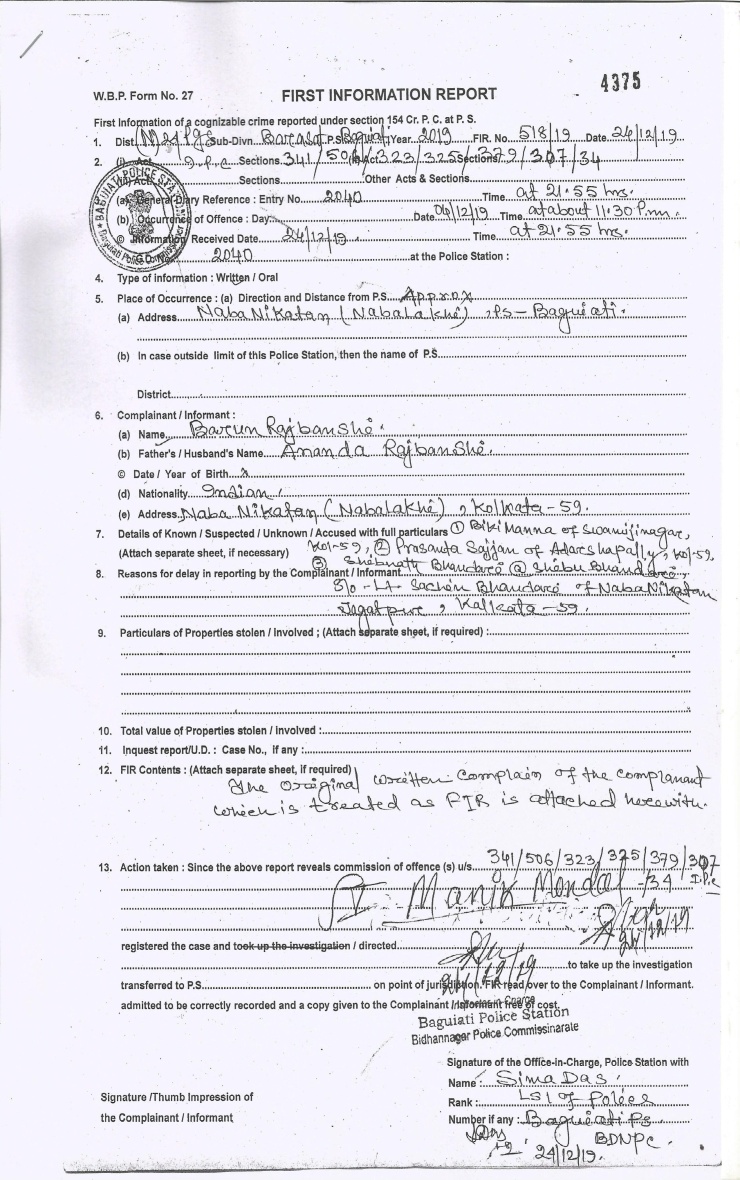 4375
W.B.P. Form No. 27 FIRST INFORMATION REPORT
First Information of a cognizable crime reported under section 154 Cr. P. C. at P. S.
1. Dist. Sub-Divn. Barasat P.S. Baguiati Year. 2019 FIR. No. 518/19 Date. 24/12/19
2. (i) Act I.P.C Sections. 341/506 (ii) Act 323/325 Sections 379/307/34
(iii) Act Sections Other Acts & Sections
(a) General Diary Reference : Entry No. 2040 Time at 21.55 hrs.
(b) Occurrence of Offence : Day Date 06/12/19 Time at about 11:30 P.m.
© Information Received Date 24/12/19. Time at 21.55 hrs.
2040 at the Police Station :
BAGUIATI POLICE STATION
4. Type of information : Written / Oral
5. Place of Occurrence : (a) Direction and Distance from P.S. Approx
(a) Address Naba Nikatan (Nabalakhi) , PS - Baguiati.
(b) In case outside limit of this Police Station, then the name of P.S.
District
6. Complainant / Informant :
(a) Name Barun Rajbanshi.
(b) Father's / Husband's Name Ananda Rajbanshi.
© Date / Year of Birth
(d) Nationality Indian
(e) Address Naba Nikatan (Nabalakhi) , Kolkata - 59.
7. Details of Known / Suspected / Unknown / Accused with full particulars ① Biki Manna of Swamijinagar,
(Attach separate sheet, if necessary) Kol-59, ② Prasanta Sajjan of Adarshapally, Kol-59.
③ Shebnath Bhandari @ Shebu Bhandari,
8. Reasons for delay in reporting by the Complainant / Informant
S/o - Lt Sachin Bhandari of Naba Nikatan
Jagatpur, Kalkata - 59.
9. Particulars of Properties stolen / Involved ; (Attach separate sheet, if required) :
10. Total value of Properties stolen / involved :
11. Inquest report/U.D. : Case No., if any :
12. FIR Contents : (Attach separate sheet, if required)
The Original written Complain of the complanant
which is treated as FIR is attached herewith.
13. Action taken : Since the above report reveals commission of offence (s) u/s. 341/506/323/325/379/307
/34 I.P.C
SI Manik Mondal
24/12/19
registered the case and took up the investigation / directed
to take up the investigation
24/12/19
transferred to P.S. on point of jurisdiction. FIR read over to the Complainant / Informant.
admitted to be correctly recorded and a copy given to the Complainant / Informant free of cost.
Baguiati Police Station
Bidhannagar Police Commissinarate
Signature of the Office-in-Charge, Police Station with
Name : Sima Das
Signature /Thumb Impression of
the Complainant / Informant
Rank : LSI of Police
Number if any : Baguiati PS
BDNPC.
24/12/19.